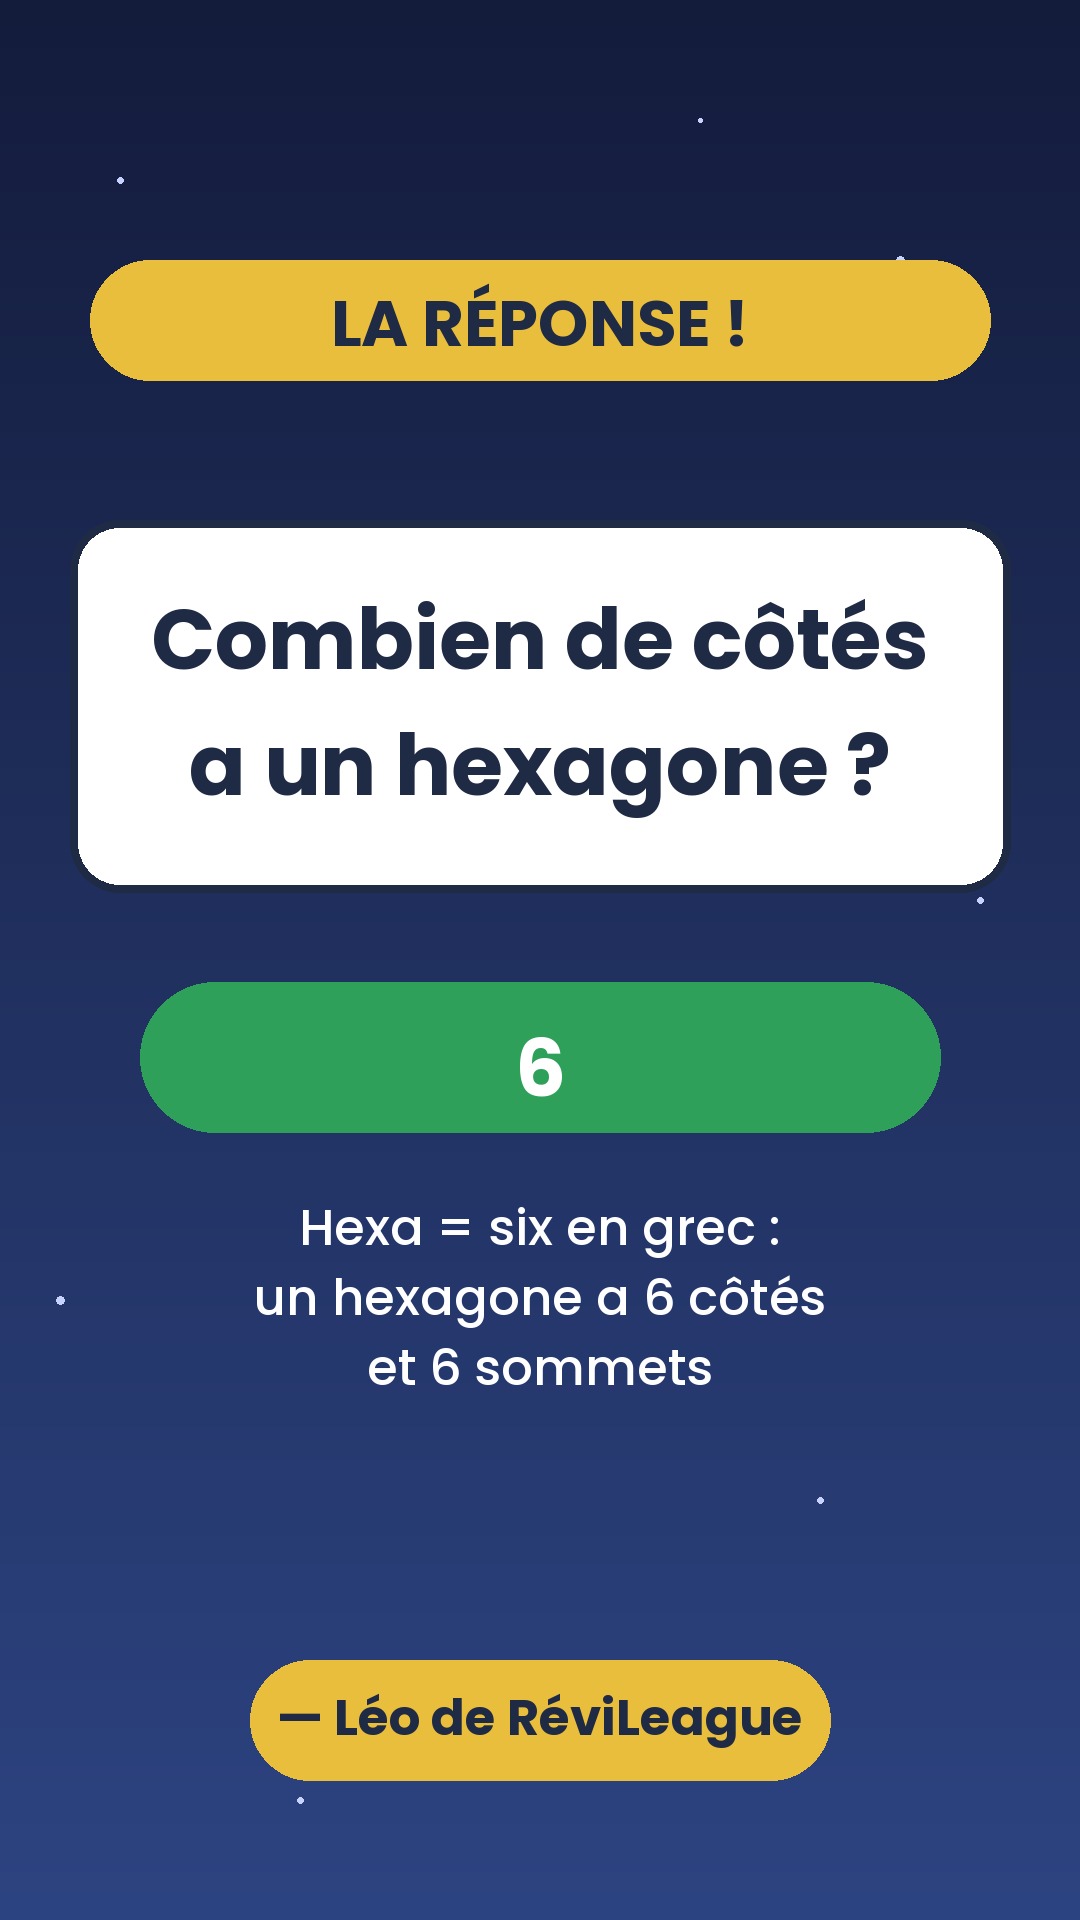 LA RÉPONSE !
Combien de côtés
a un hexagone ?
6
Hexa = six en grec :
un hexagone a 6 côtés
et 6 sommets
— Léo de RéviLeague